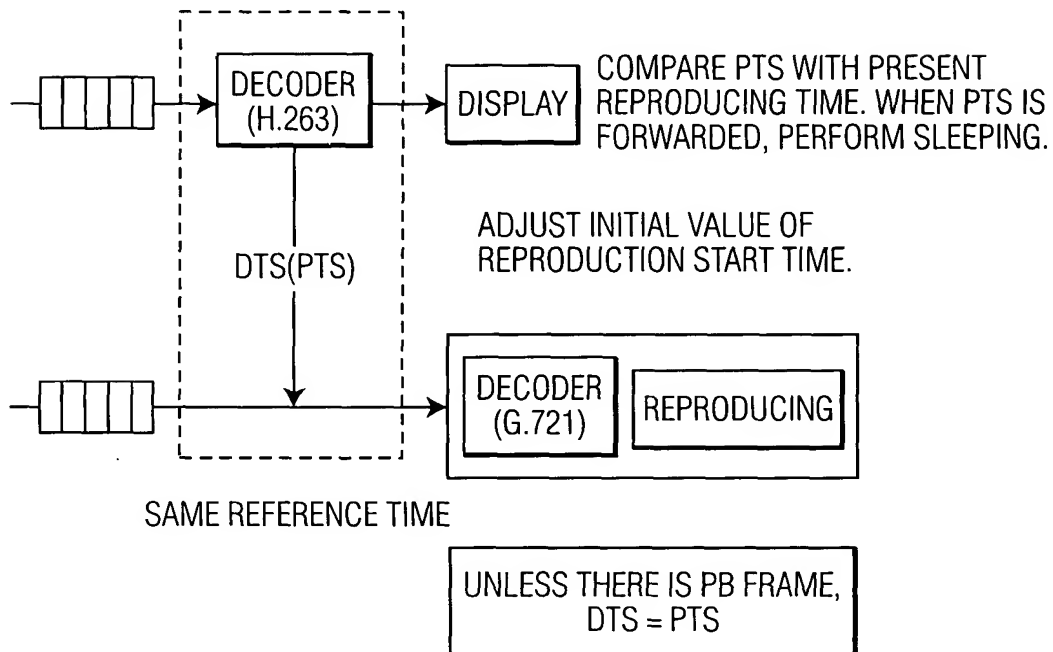 DECODER
(H.263)
DISPLAY
COMPARE PTS WITH PRESENT
REPRODUCING TIME. WHEN PTS IS
FORWARDED, PERFORM SLEEPING.
ADJUST INITIAL VALUE OF
REPRODUCTION START TIME.
DTS(PTS)
DECODER
(G.721)
REPRODUCING
SAME REFERENCE TIME
UNLESS THERE IS PB FRAME,
DTS = PTS